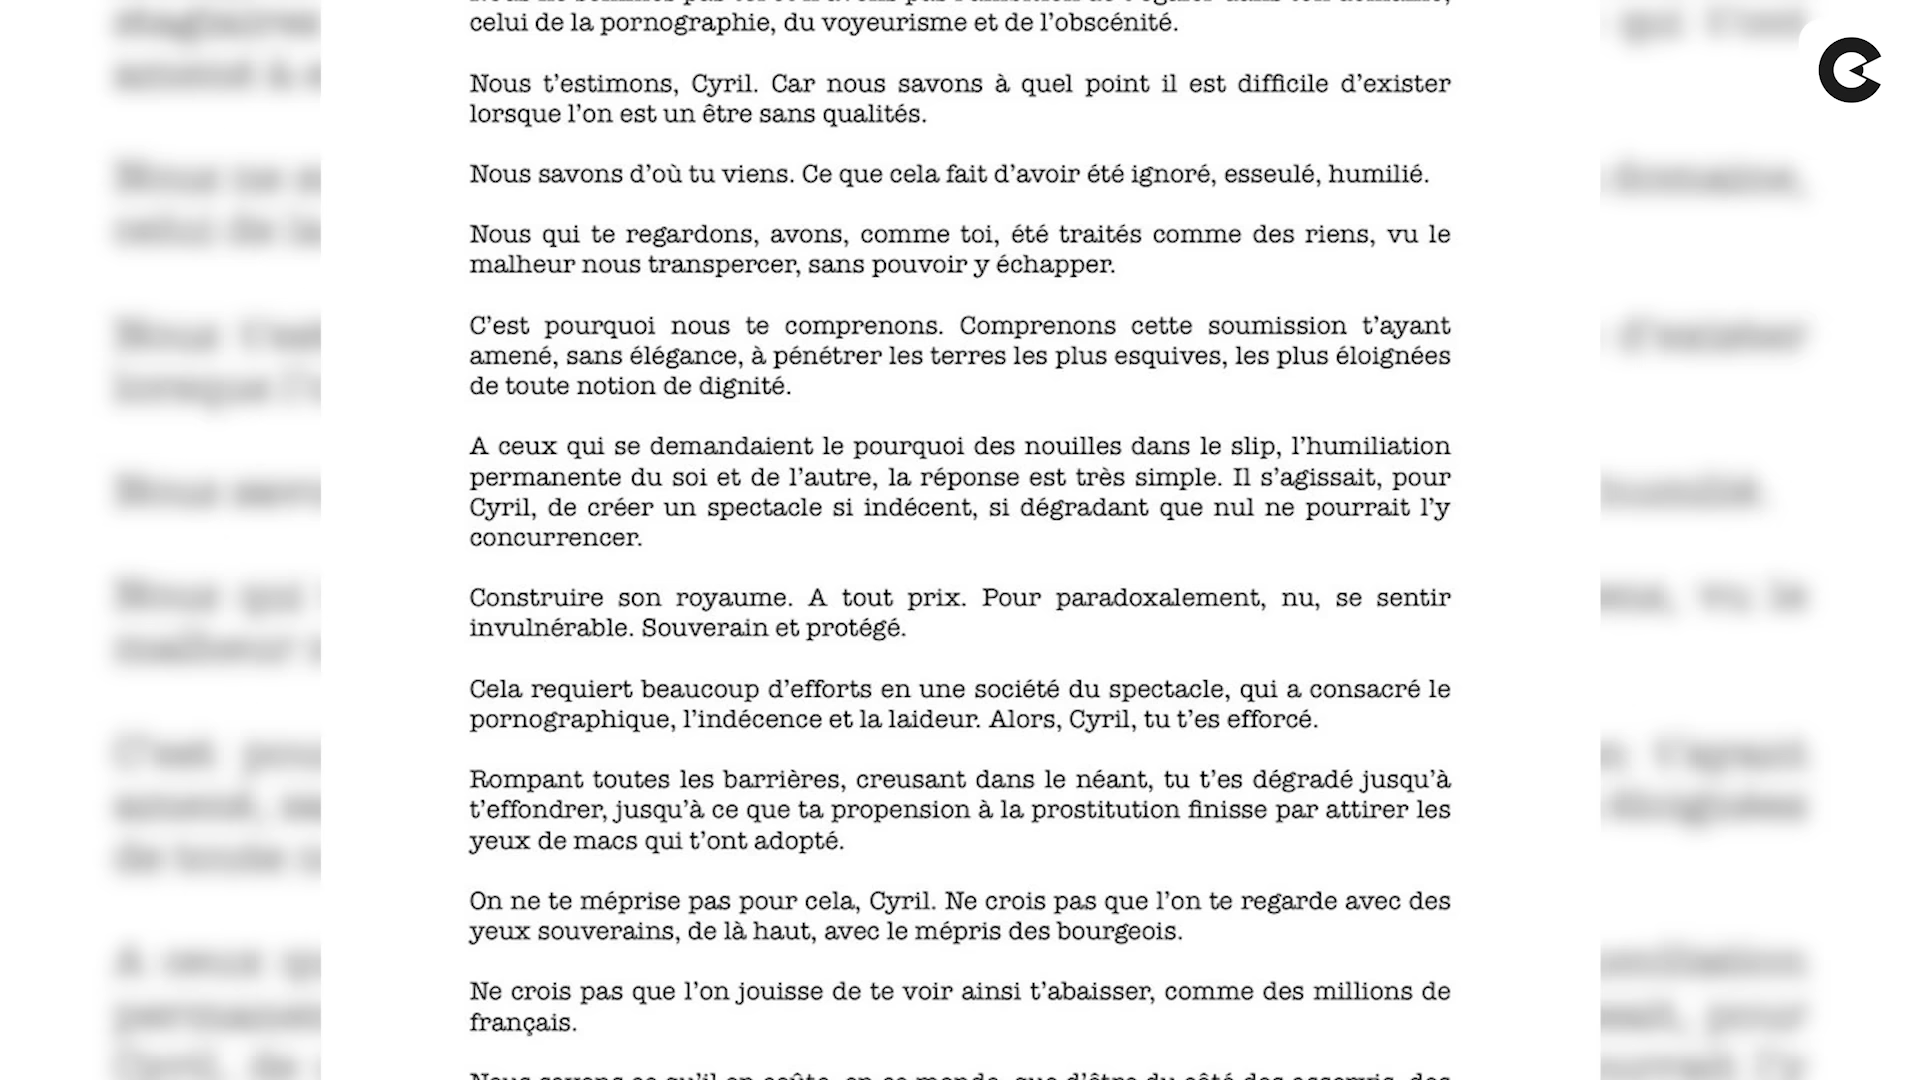 celui de la pornographie, du voyeurisme et de l’obscénité.
Nous t’estimons, Cyril. Car nous savons à quel point il est difficile d’exister
lorsque l’on est un être sans qualités.
Nous savons d’où tu viens. Ce que cela fait d’avoir été ignoré, esseulé, humilié.
Nous qui te regardons, avons, comme toi, été traités comme des riens, vu le
malheur nous transpercer, sans pouvoir y échapper.
C’est pourquoi nous te comprenons. Comprenons cette soumission t’ayant
amené, sans élégance, à pénétrer les terres les plus esquives, les plus éloignées
de toute notion de dignité.
A ceux qui se demandaient le pourquoi des nouilles dans le slip, l’humiliation
permanente du soi et de l’autre, la réponse est très simple. Il s’agissait, pour
Cyril, de créer un spectacle si indécent, si dégradant que nul ne pourrait l’y
concurrencer.
Construire son royaume. A tout prix. Pour paradoxalement, nu, se sentir
invulnérable. Souverain et protégé.
Cela requiert beaucoup d’efforts en une société du spectacle, qui a consacré le
pornographique, l’indécence et la laideur. Alors, Cyril, tu t’es efforcé.
Rompant toutes les barrières, creusant dans le néant, tu t’es dégradé jusqu’à
t’effondrer, jusqu’à ce que ta propension à la prostitution finisse par attirer les
yeux de macs qui t’ont adopté.
On ne te méprise pas pour cela, Cyril. Ne crois pas que l’on te regarde avec des
yeux souverains, de là haut, avec le mépris des bourgeois.
Ne crois pas que l’on jouisse de te voir ainsi t’abaisser, comme des millions de
français.